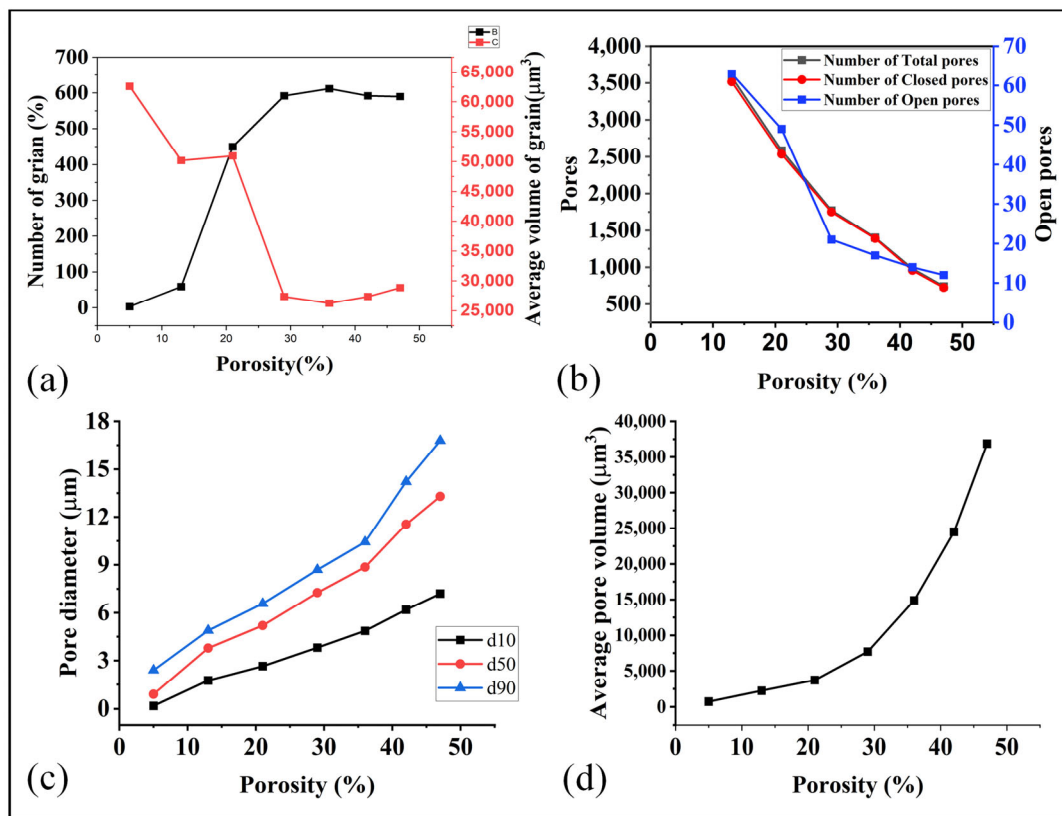 B
C
700
600
500
400
300
200
100
0
Number of grian (%)
65,000
60,000
55,000
50,000
45,000
40,000
35,000
30,000
25,000
Average volume of grain(μm³)
0 10 20 30 40 50
Porosity(%)
(a)
4,000
3,500
3,000
2,500
2,000
1,500
1,000
500
Pores
Number of Total pores
Number of Closed pores
Number of Open pores
70
60
50
40
30
20
10
0
Open pores
0 10 20 30 40 50
Porosity (%)
(b)
18
15
12
9
6
3
0
Pore diameter (μm)
d10
d50
d90
0 10 20 30 40 50
Porosity (%)
(c)
40,000
35,000
30,000
25,000
20,000
15,000
10,000
5,000
0
Average pore volume (μm³)
0 10 20 30 40 50
Porosity (%)
(d)